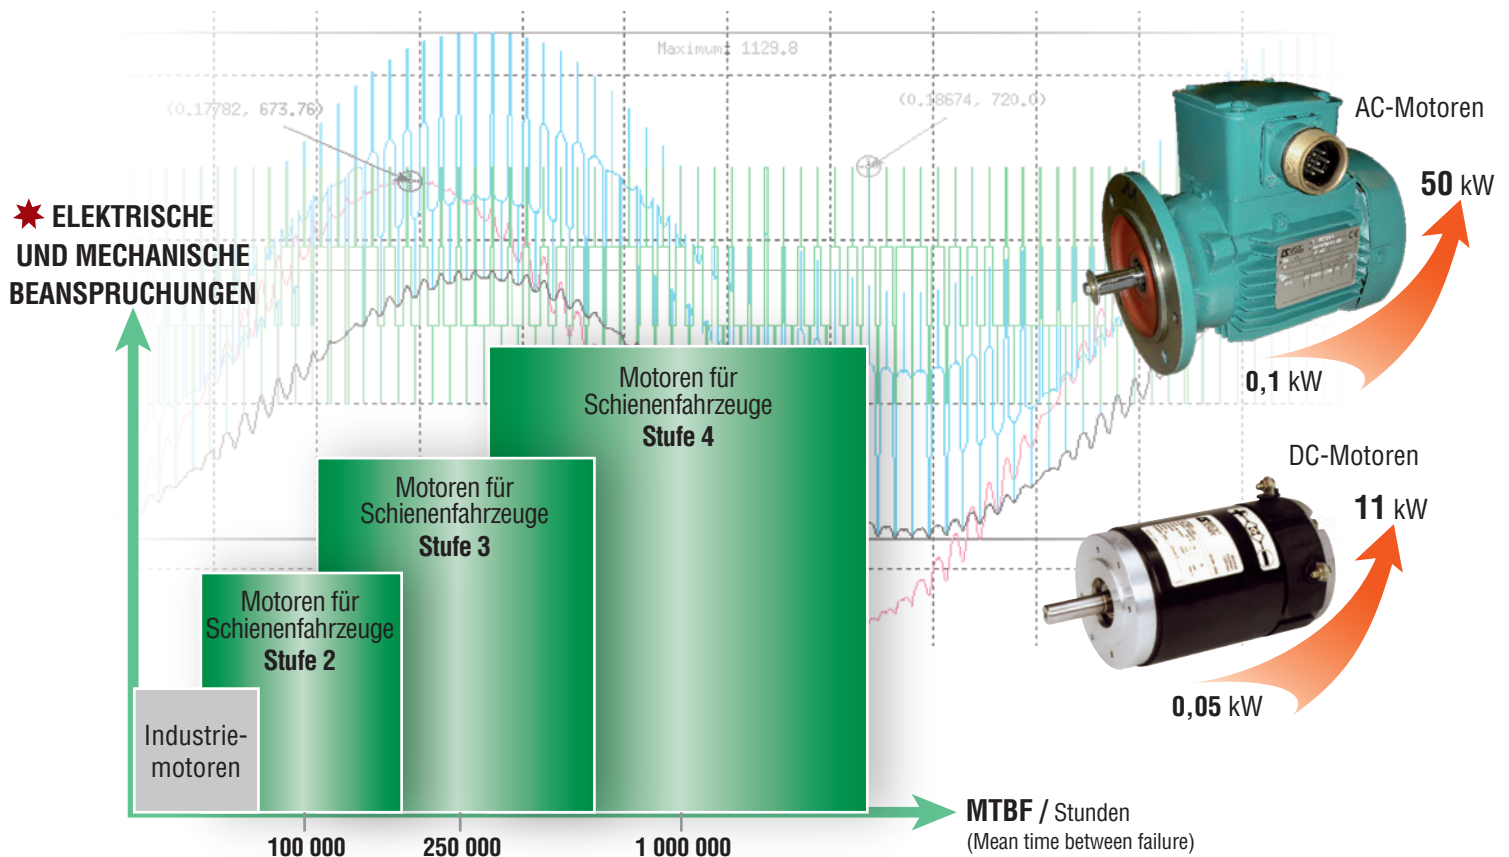 Maximum: 1129.8
(0.17782, 673.76)
(0.18674, 720.0)
AC-Motoren
50 kW
0,1 kW
ELEKTRISCHE
UND MECHANISCHE
BEANSPRUCHUNGEN
Motoren für
Schienenfahrzeuge
Stufe 4
Motoren für
Schienenfahrzeuge
Stufe 3
Motoren für
Schienenfahrzeuge
Stufe 2
Industrie-
motoren
DC-Motoren
11 kW
0,05 kW
MTBF / Stunden
(Mean time between failure)
100 000
250 000
1 000 000